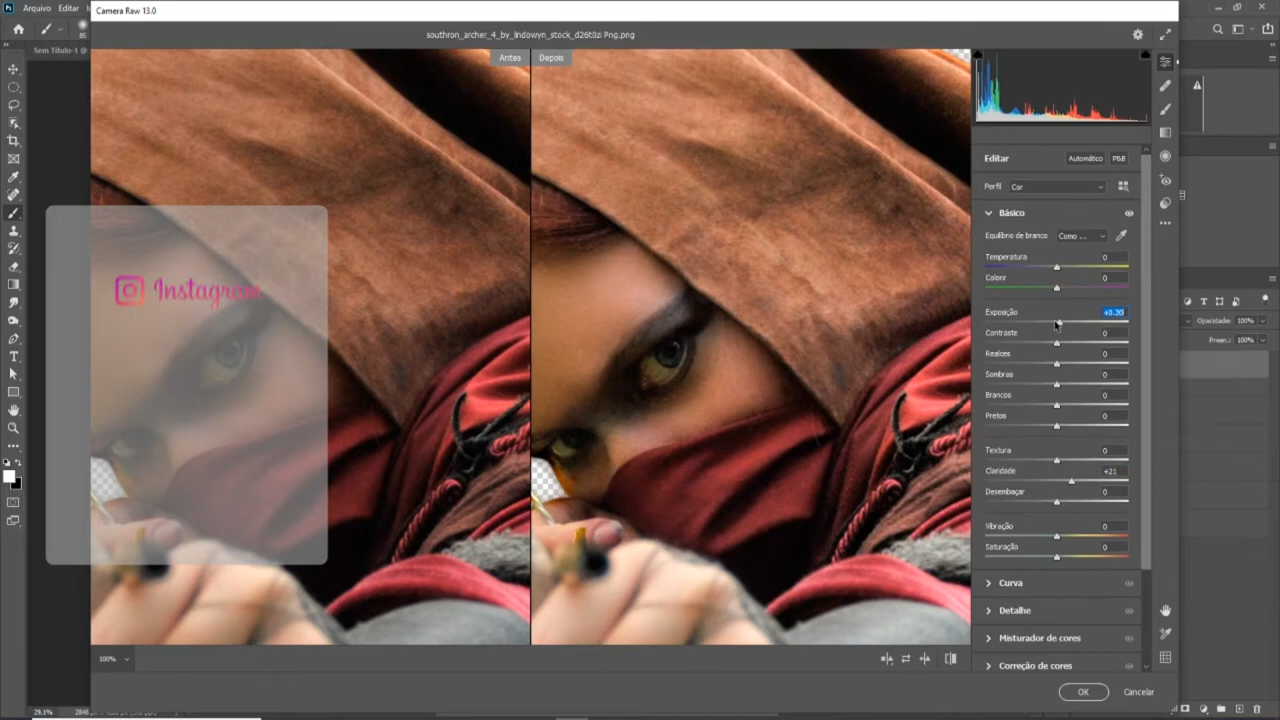 Arquivo Editar
Camera Raw 13.0
southron_archer_4_by_lindowyn_stock_d26t0zi Png.png
Sem Título-1 @
Antes Depois
Editar Automático P&B
Perfil Cor
Básico
Equilíbrio de branco Como ...
Temperatura 0
Colorir 0
Exposição +0.20
Contraste 0
Realces 0
Sombras 0
Brancos 0
Pretos 0
Textura 0
Claridade +21
Desembaçar 0
Vibração 0
Saturação 0
Curva
Detalhe
Misturador de cores
Correção de cores
Instagram
Opacidade: 100%
Preen.: 100%
100%
OK Cancelar
29,1%